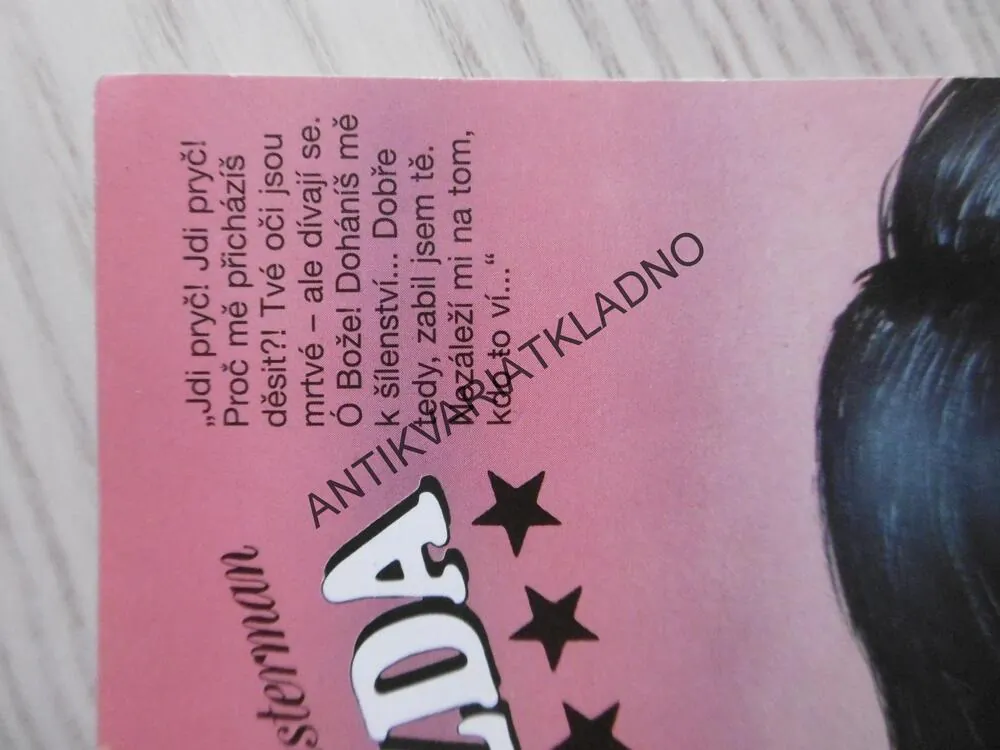 „Jdi pryč! Jdi pryč!
Proč mě přicházíš
děsit?! Tvé oči jsou
mrtvé – ale dívají se.
Ó Bože! Doháníš mě
k šílenství... Dobře
tedy, zabil jsem tě.
Nezáleží mi na tom,
kdo to ví...“
sterman
LDA
ANTIKVARIATKLADNO